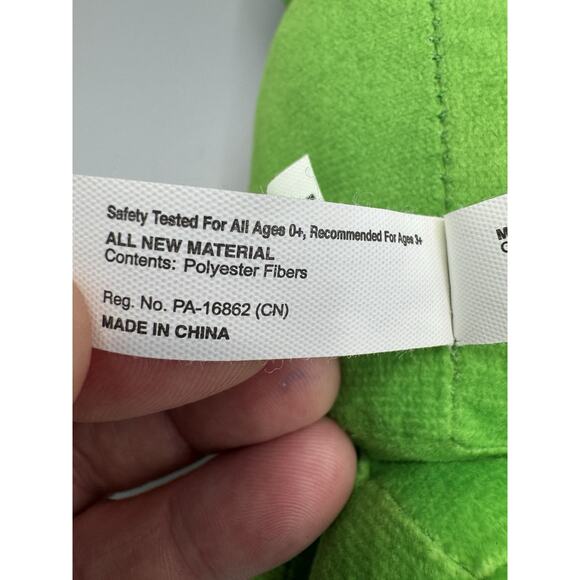 Safety Tested For All Ages 0+, Recommended For Ages 3+
ALL NEW MATERIAL
Contents: Polyester Fibers
Reg. No. PA-16862 (CN)
MADE IN CHINA